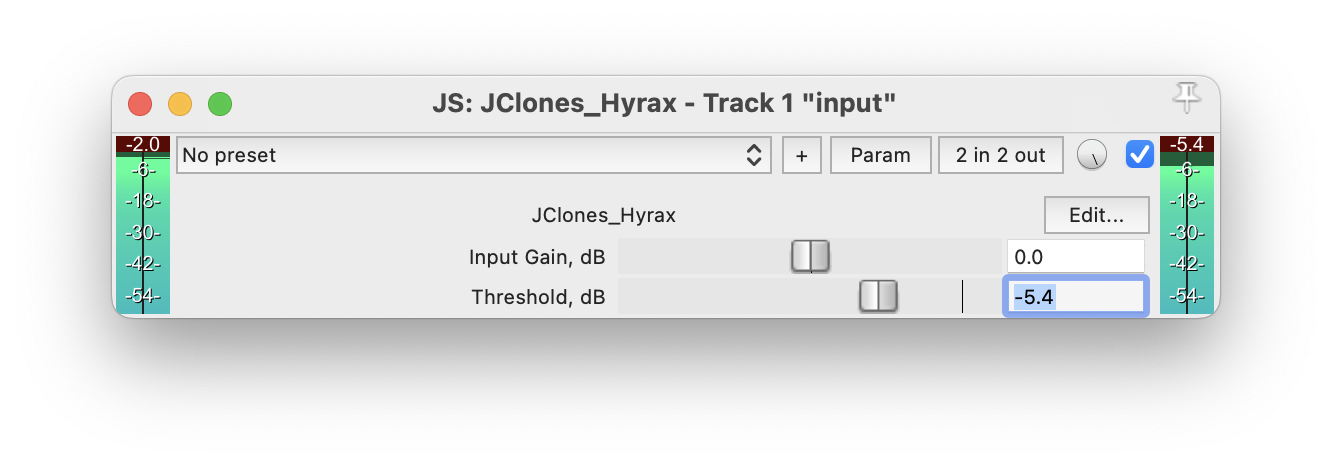 JS: JClones_Hyrax - Track 1 "input"
-2.0 No preset + Param 2 in 2 out -5.4
-6- -6-
-18- JClones_Hyrax Edit... -18-
-30- -30-
Input Gain, dB 0.0
-42- -42-
Threshold, dB -5.4
-54- -54-